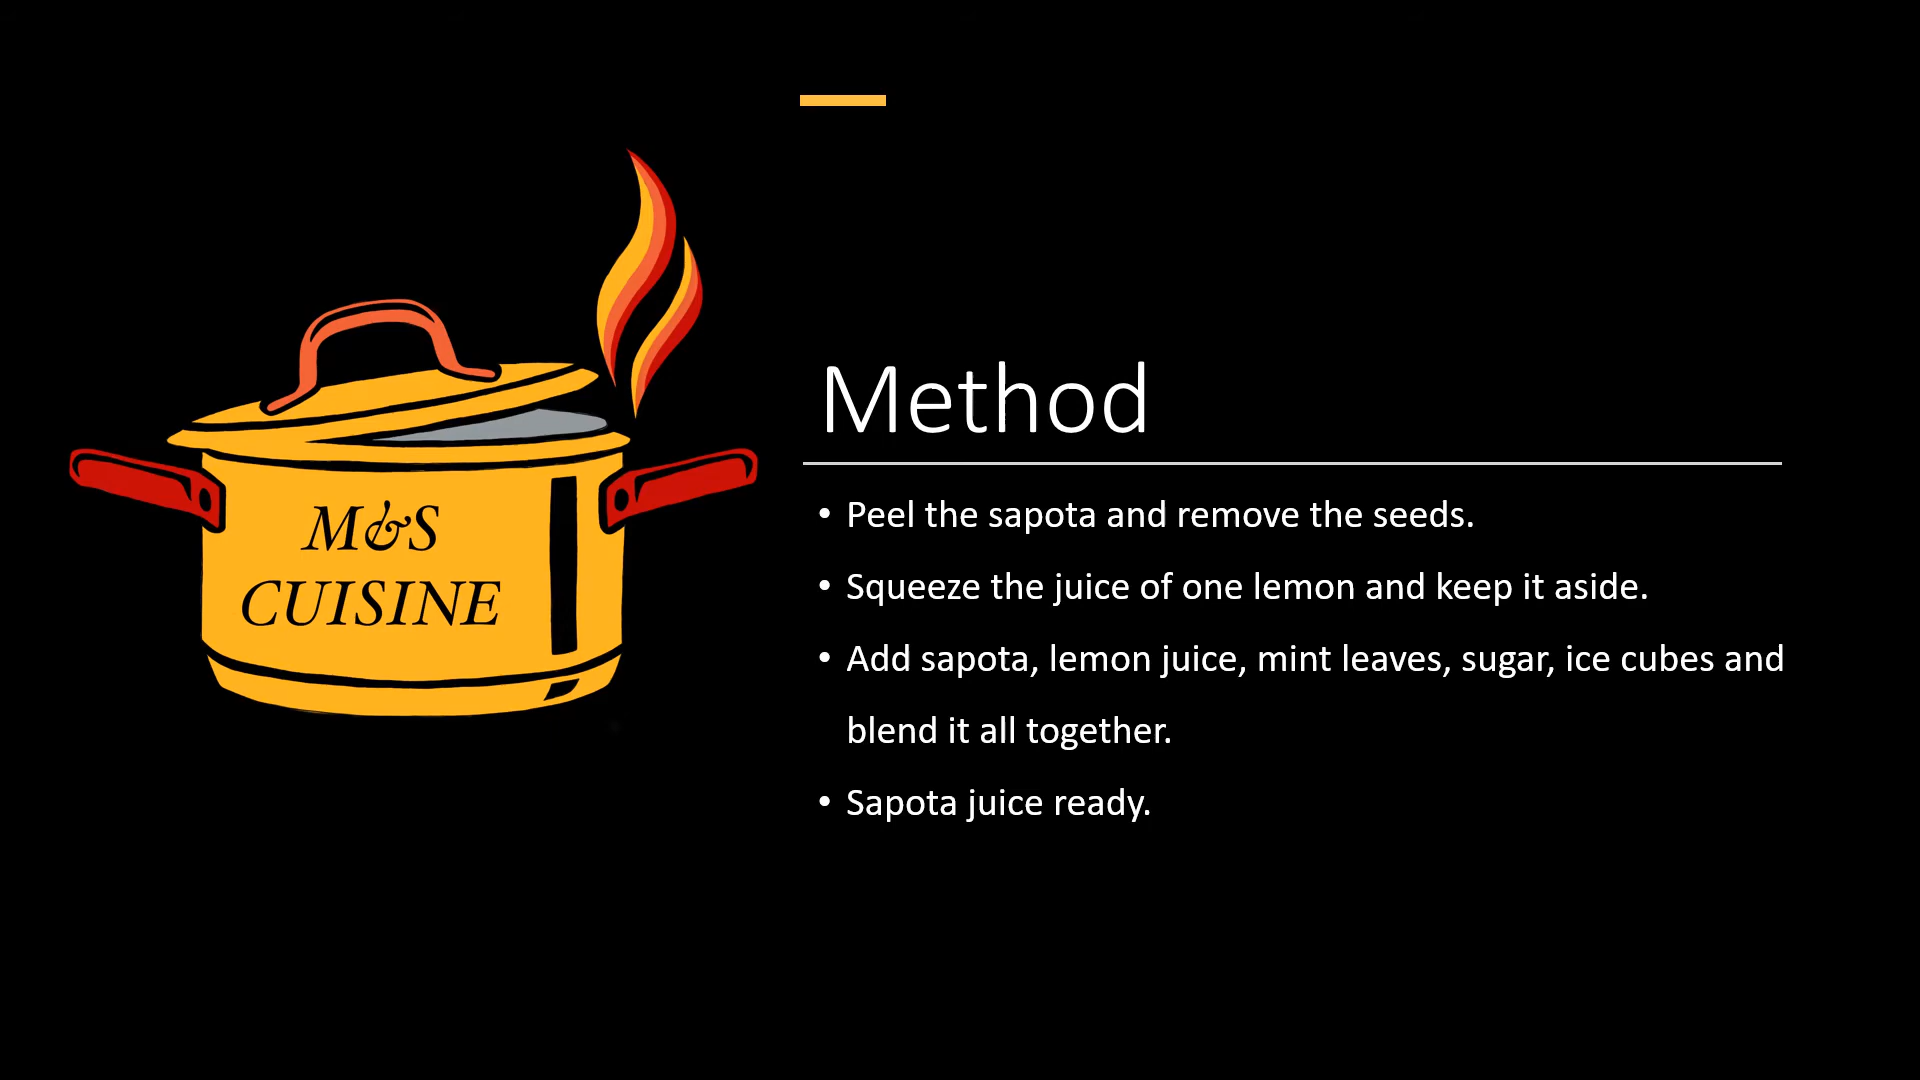 M&S
CUISINE
Method
• Peel the sapota and remove the seeds.
• Squeeze the juice of one lemon and keep it aside.
• Add sapota, lemon juice, mint leaves, sugar, ice cubes and
blend it all together.
• Sapota juice ready.